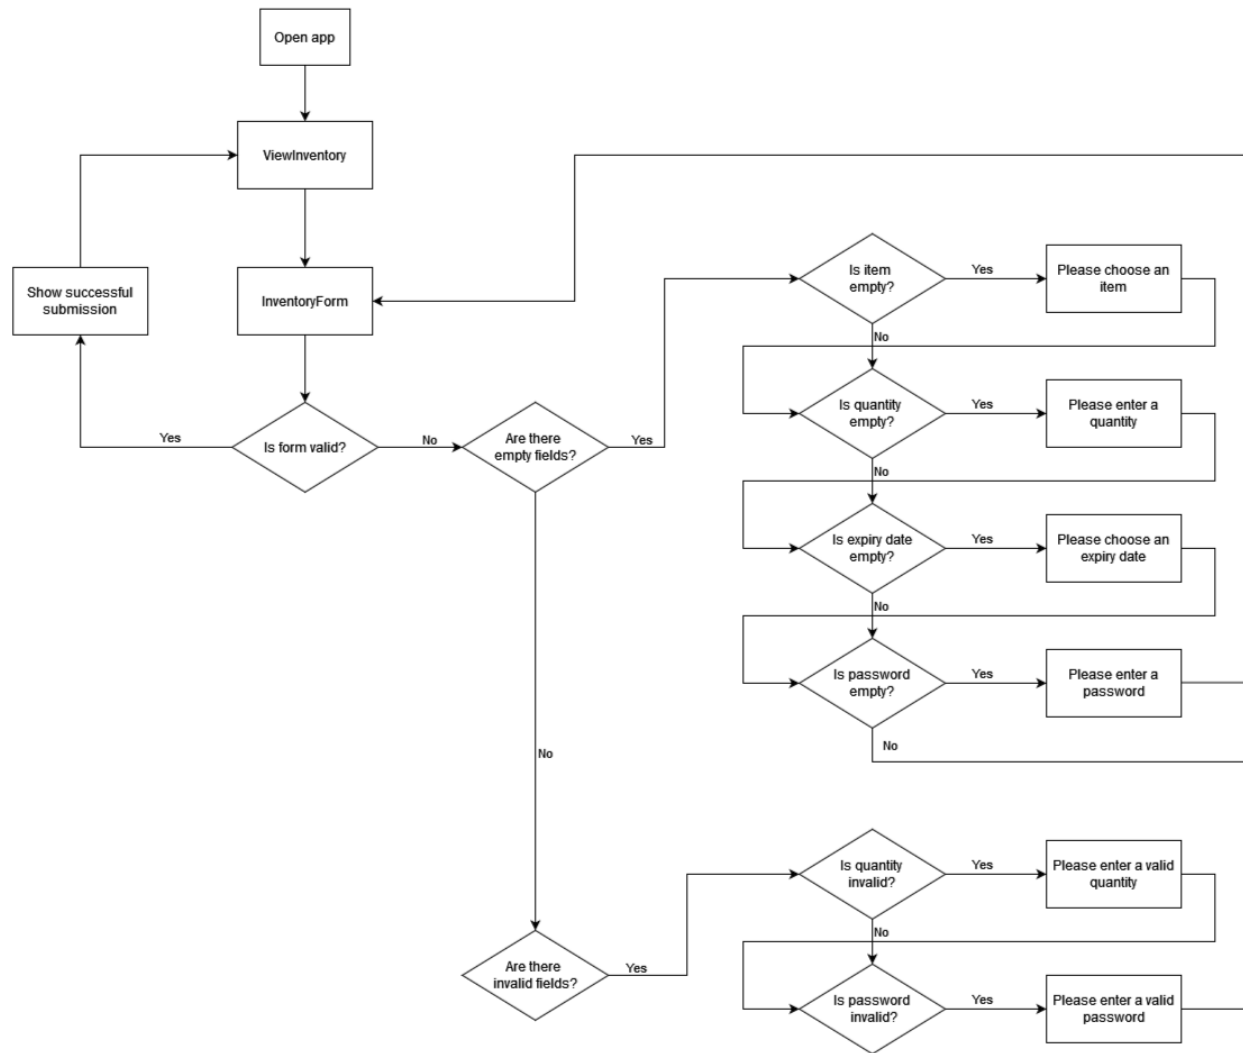 Open app
ViewInventory
Show successful
submission
InventoryForm
Is form valid?
Yes
No
Are there
empty fields?
Yes
No
Is item
empty?
Yes
Please choose an
item
No
Is quantity
empty?
Yes
Please enter a
quantity
No
Is expiry date
empty?
Yes
Please choose an
expiry date
No
Is password
empty?
Yes
Please enter a
password
No
Are there
invalid fields?
Yes
Is quantity
invalid?
Yes
Please enter a valid
quantity
No
Is password
invalid?
Yes
Please enter a valid
password